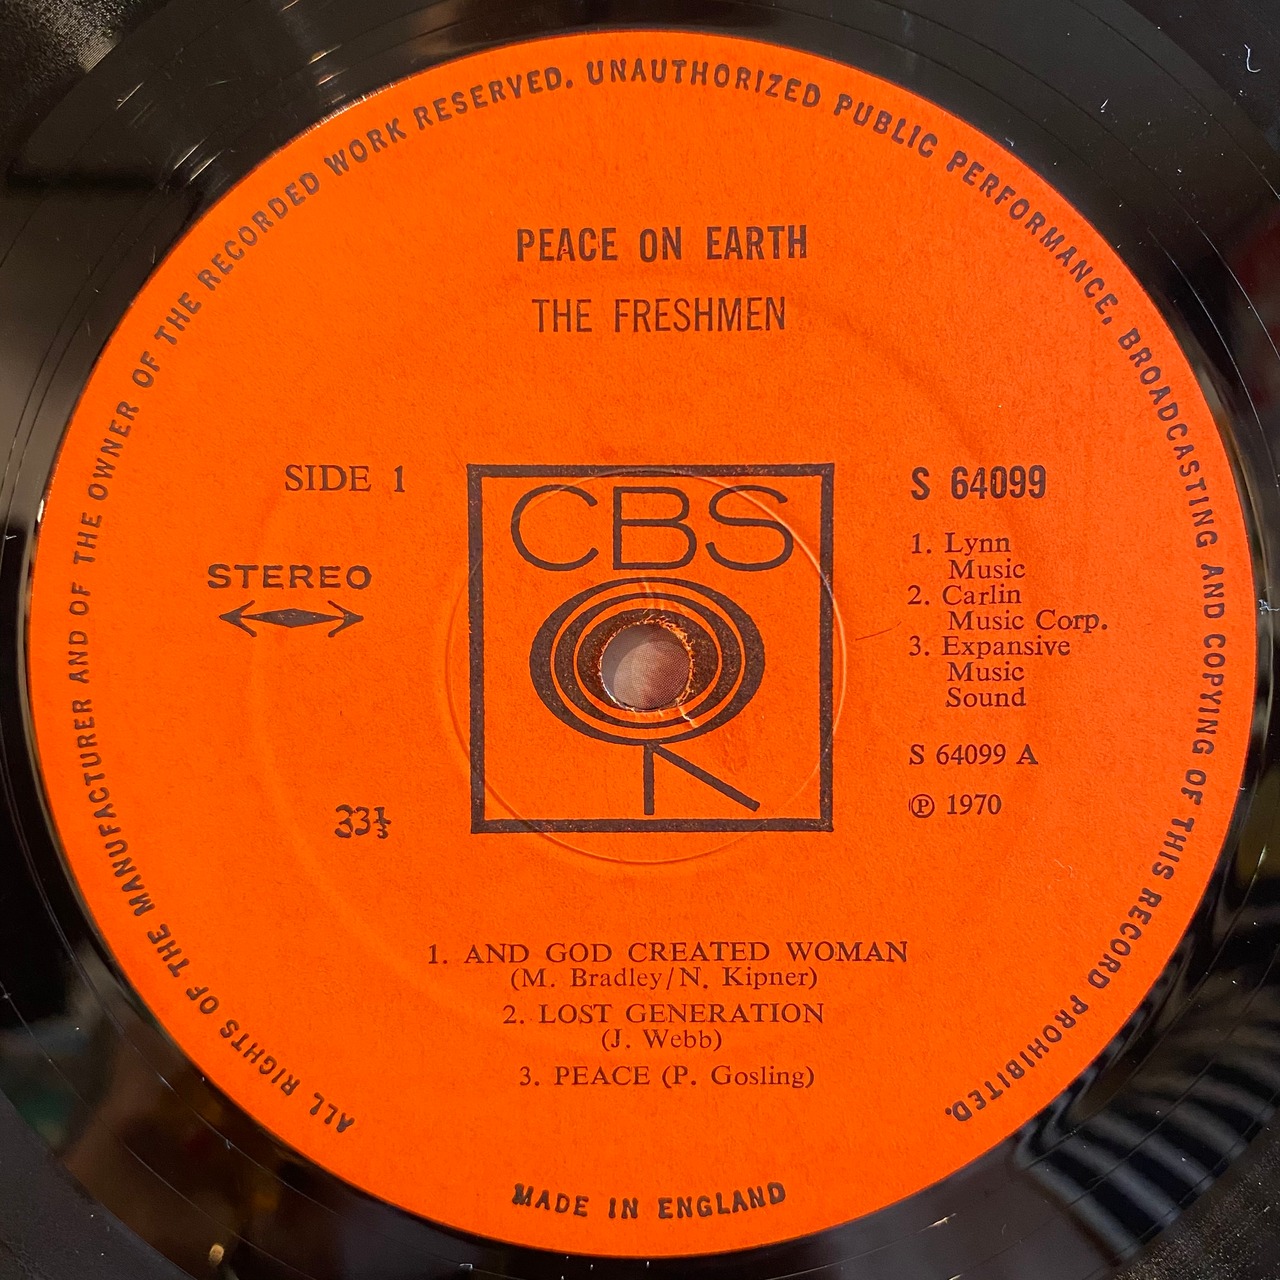 ALL RIGHTS OF THE MANUFACTURER AND OF THE OWNER OF THE RECORDED WORK RESERVED. UNAUTHORIZED PUBLIC PERFORMANCE, BROADCASTING AND COPYING OF THIS RECORD PROHIBITED.
PEACE ON EARTH
THE FRESHMEN
SIDE 1
STEREO
33⅓
CBS
S 64099
1. Lynn
Music
2. Carlin
Music Corp.
3. Expansive
Music
Sound
S 64099 A
Ⓟ 1970
1. AND GOD CREATED WOMAN
(M. Bradley/N. Kipner)
2. LOST GENERATION
(J. Webb)
3. PEACE (P. Gosling)
MADE IN ENGLAND